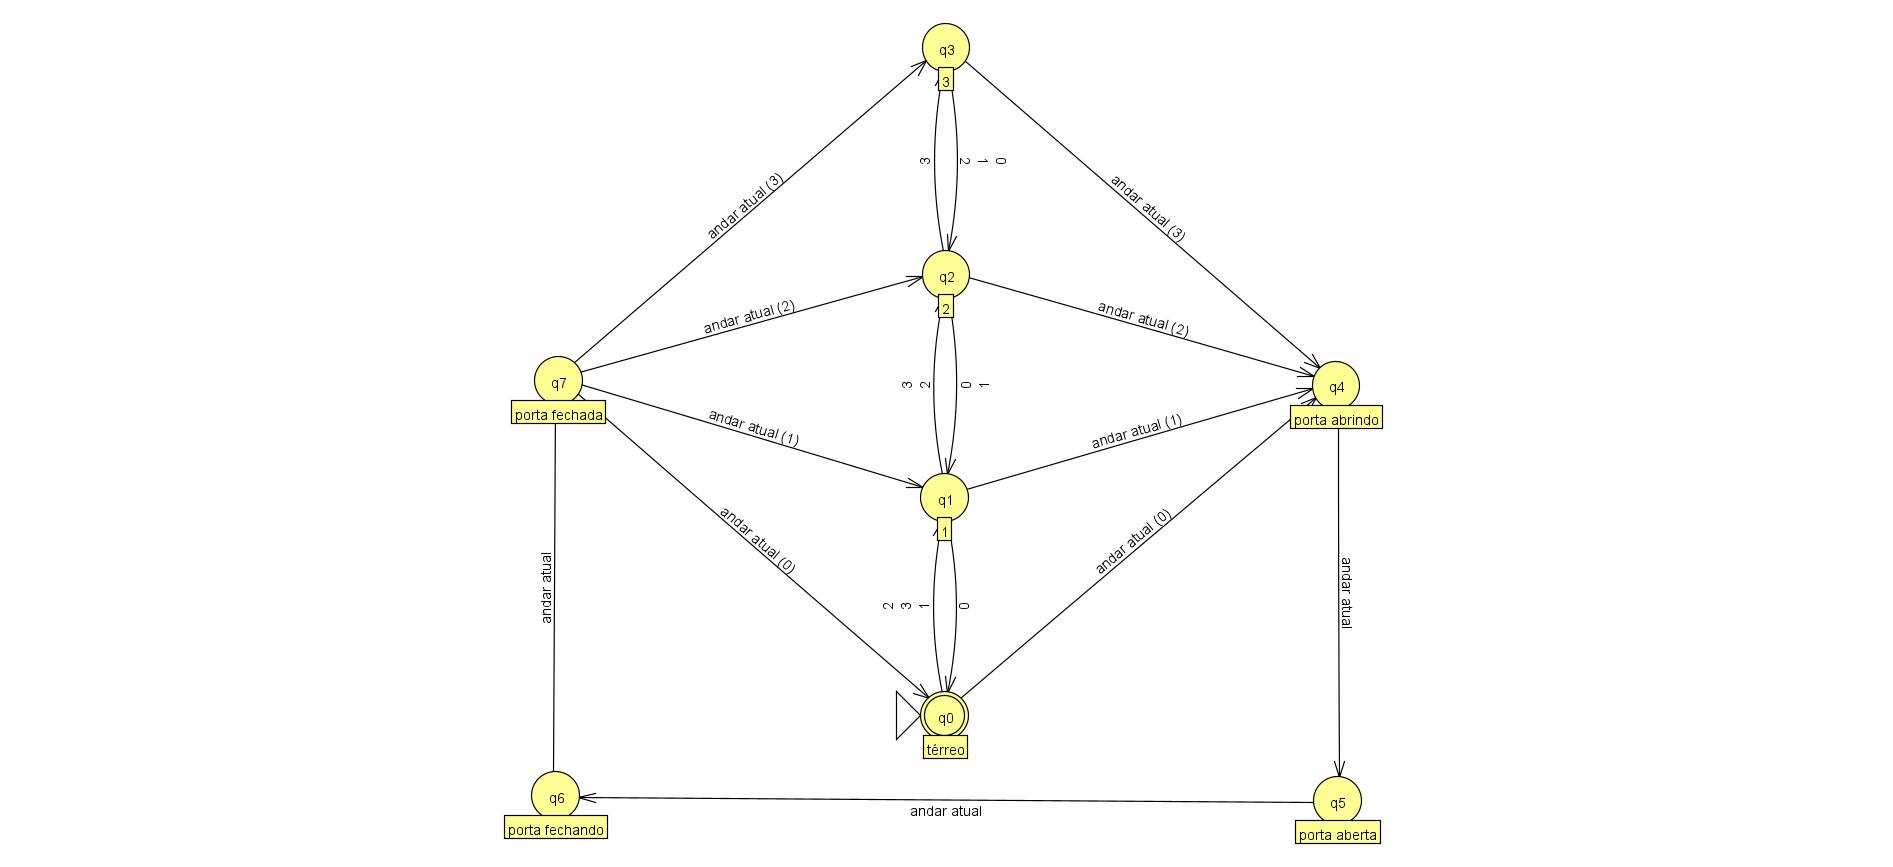 q3
3
3
2 1 0
andar atual (3)
andar atual (3)
q2
2
andar atual (2)
andar atual (2)
q7
porta fechada
q4
porta abrindo
3 2
0 1
andar atual (1)
andar atual (1)
q1
1
andar atual (0)
andar atual (0)
andar atual
andar atual
2 3 1
0
q0
térreo
q6
porta fechando
andar atual
q5
porta aberta